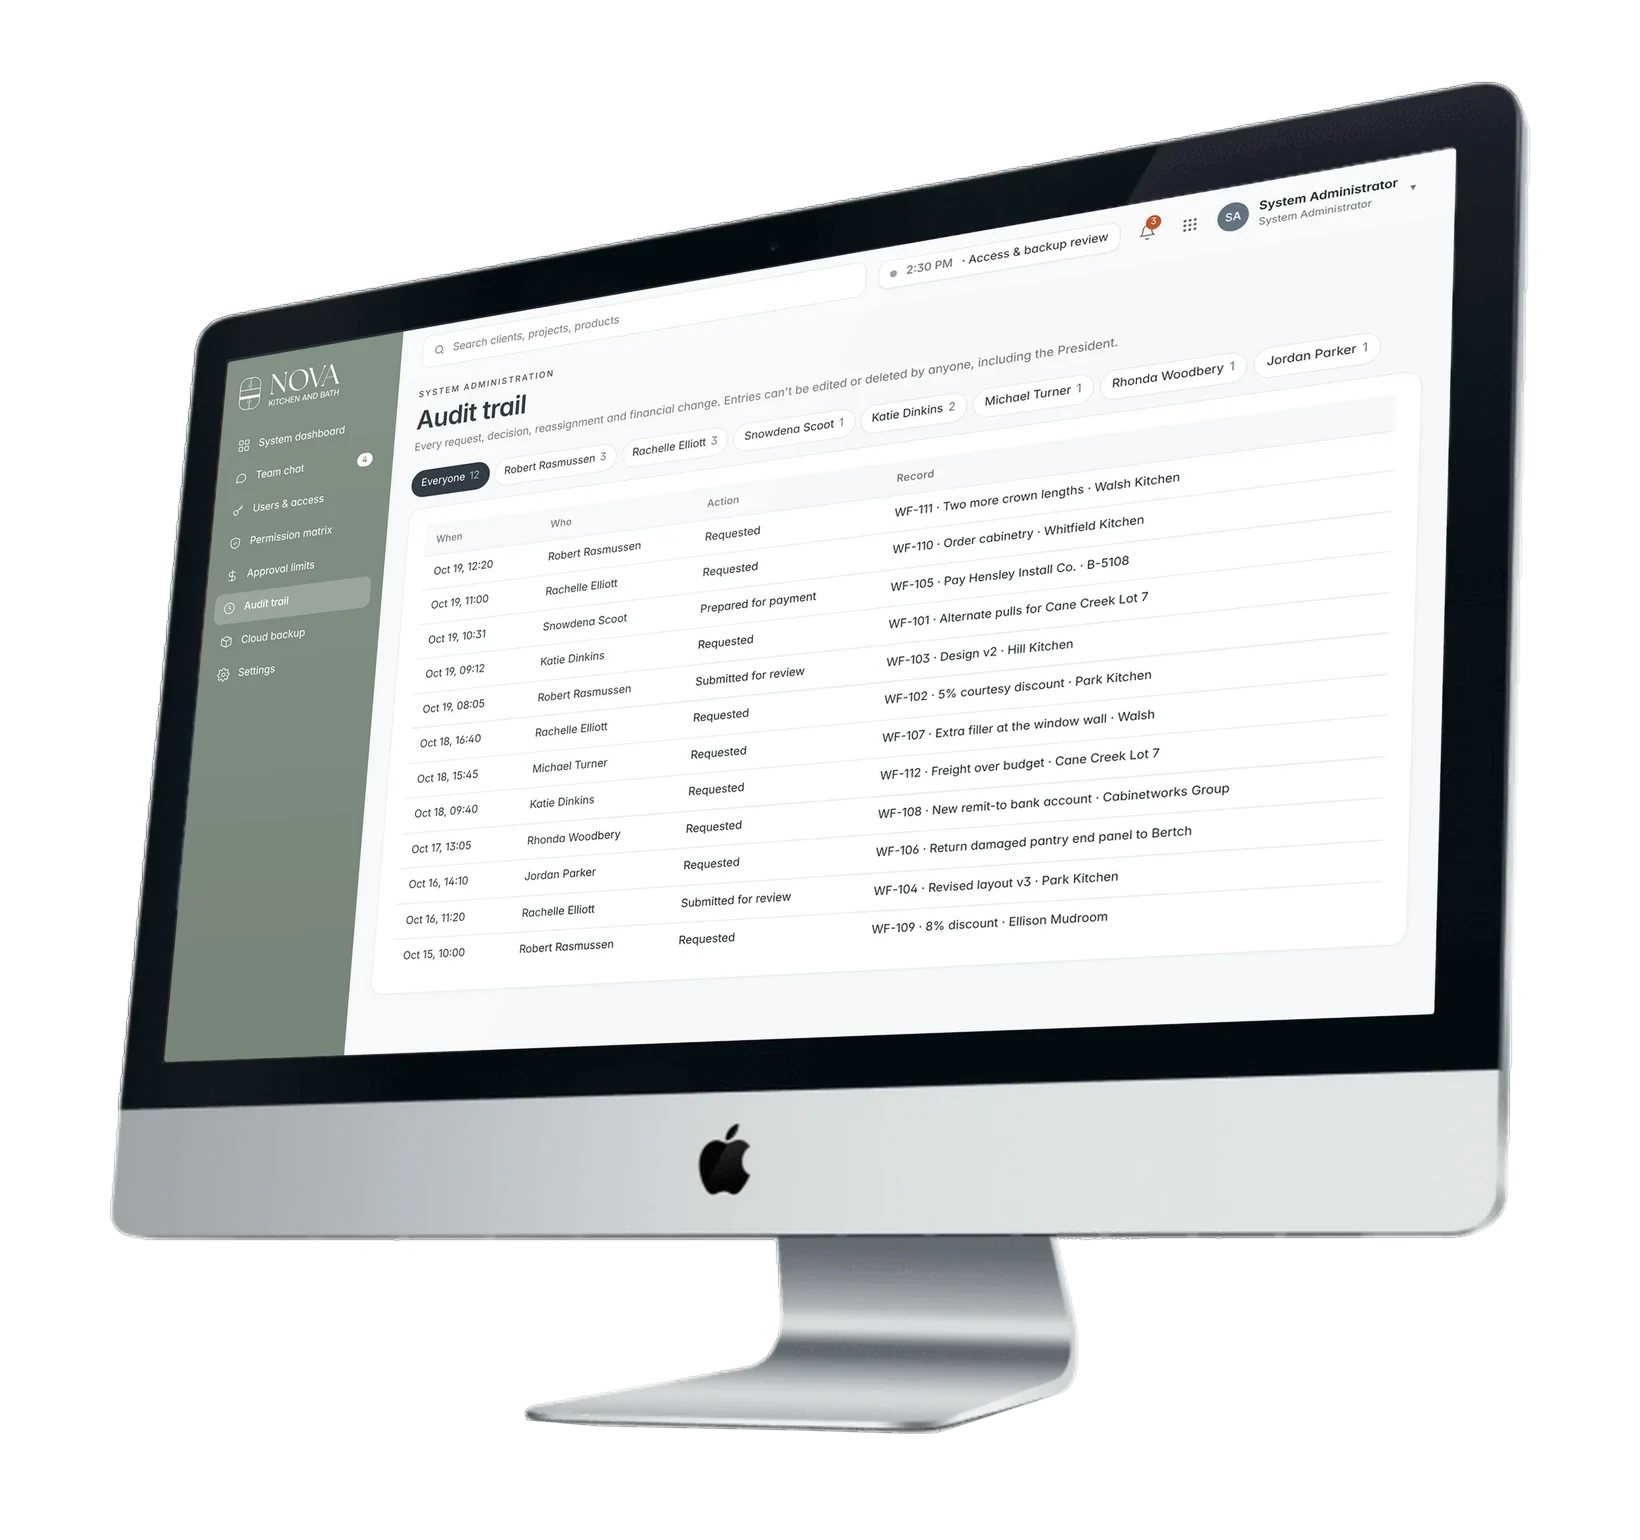 NOVA
KITCHEN AND BATH
System dashboard
Team chat 4
Users & access
Permission matrix
Approval limits
Audit trail
Cloud backup
Settings
Search clients, projects, products
2:30 PM · Access & backup review
3
SA
System Administrator
System Administrator
SYSTEM ADMINISTRATION
Audit trail
Every request, decision, reassignment and financial change. Entries can't be edited or deleted by anyone, including the President.
Everyone 12 Robert Rasmussen 3 Rachelle Elliott 3 Snowdena Scoot 1 Katie Dinkins 2 Michael Turner 1 Rhonda Woodbery 1 Jordan Parker 1
When Who Action Record
Oct 19, 12:20 Robert Rasmussen Requested WF-111 · Two more crown lengths · Walsh Kitchen
Oct 19, 11:00 Rachelle Elliott Requested WF-110 · Order cabinetry · Whitfield Kitchen
Oct 19, 10:31 Snowdena Scoot Prepared for payment WF-105 · Pay Hensley Install Co. · B-5108
Oct 19, 09:12 Katie Dinkins Requested WF-101 · Alternate pulls for Cane Creek Lot 7
Oct 19, 08:05 Robert Rasmussen Submitted for review WF-103 · Design v2 · Hill Kitchen
Oct 18, 16:40 Rachelle Elliott Requested WF-102 · 5% courtesy discount · Park Kitchen
Oct 18, 15:45 Michael Turner Requested WF-107 · Extra filler at the window wall · Walsh
Oct 18, 09:40 Katie Dinkins Requested WF-112 · Freight over budget · Cane Creek Lot 7
Oct 17, 13:05 Rhonda Woodbery Requested WF-108 · New remit-to bank account · Cabinetworks Group
Oct 16, 14:10 Jordan Parker Requested WF-106 · Return damaged pantry end panel to Bertch
Oct 16, 11:20 Rachelle Elliott Submitted for review WF-104 · Revised layout v3 · Park Kitchen
Oct 15, 10:00 Robert Rasmussen Requested WF-109 · 8% discount · Ellison Mudroom